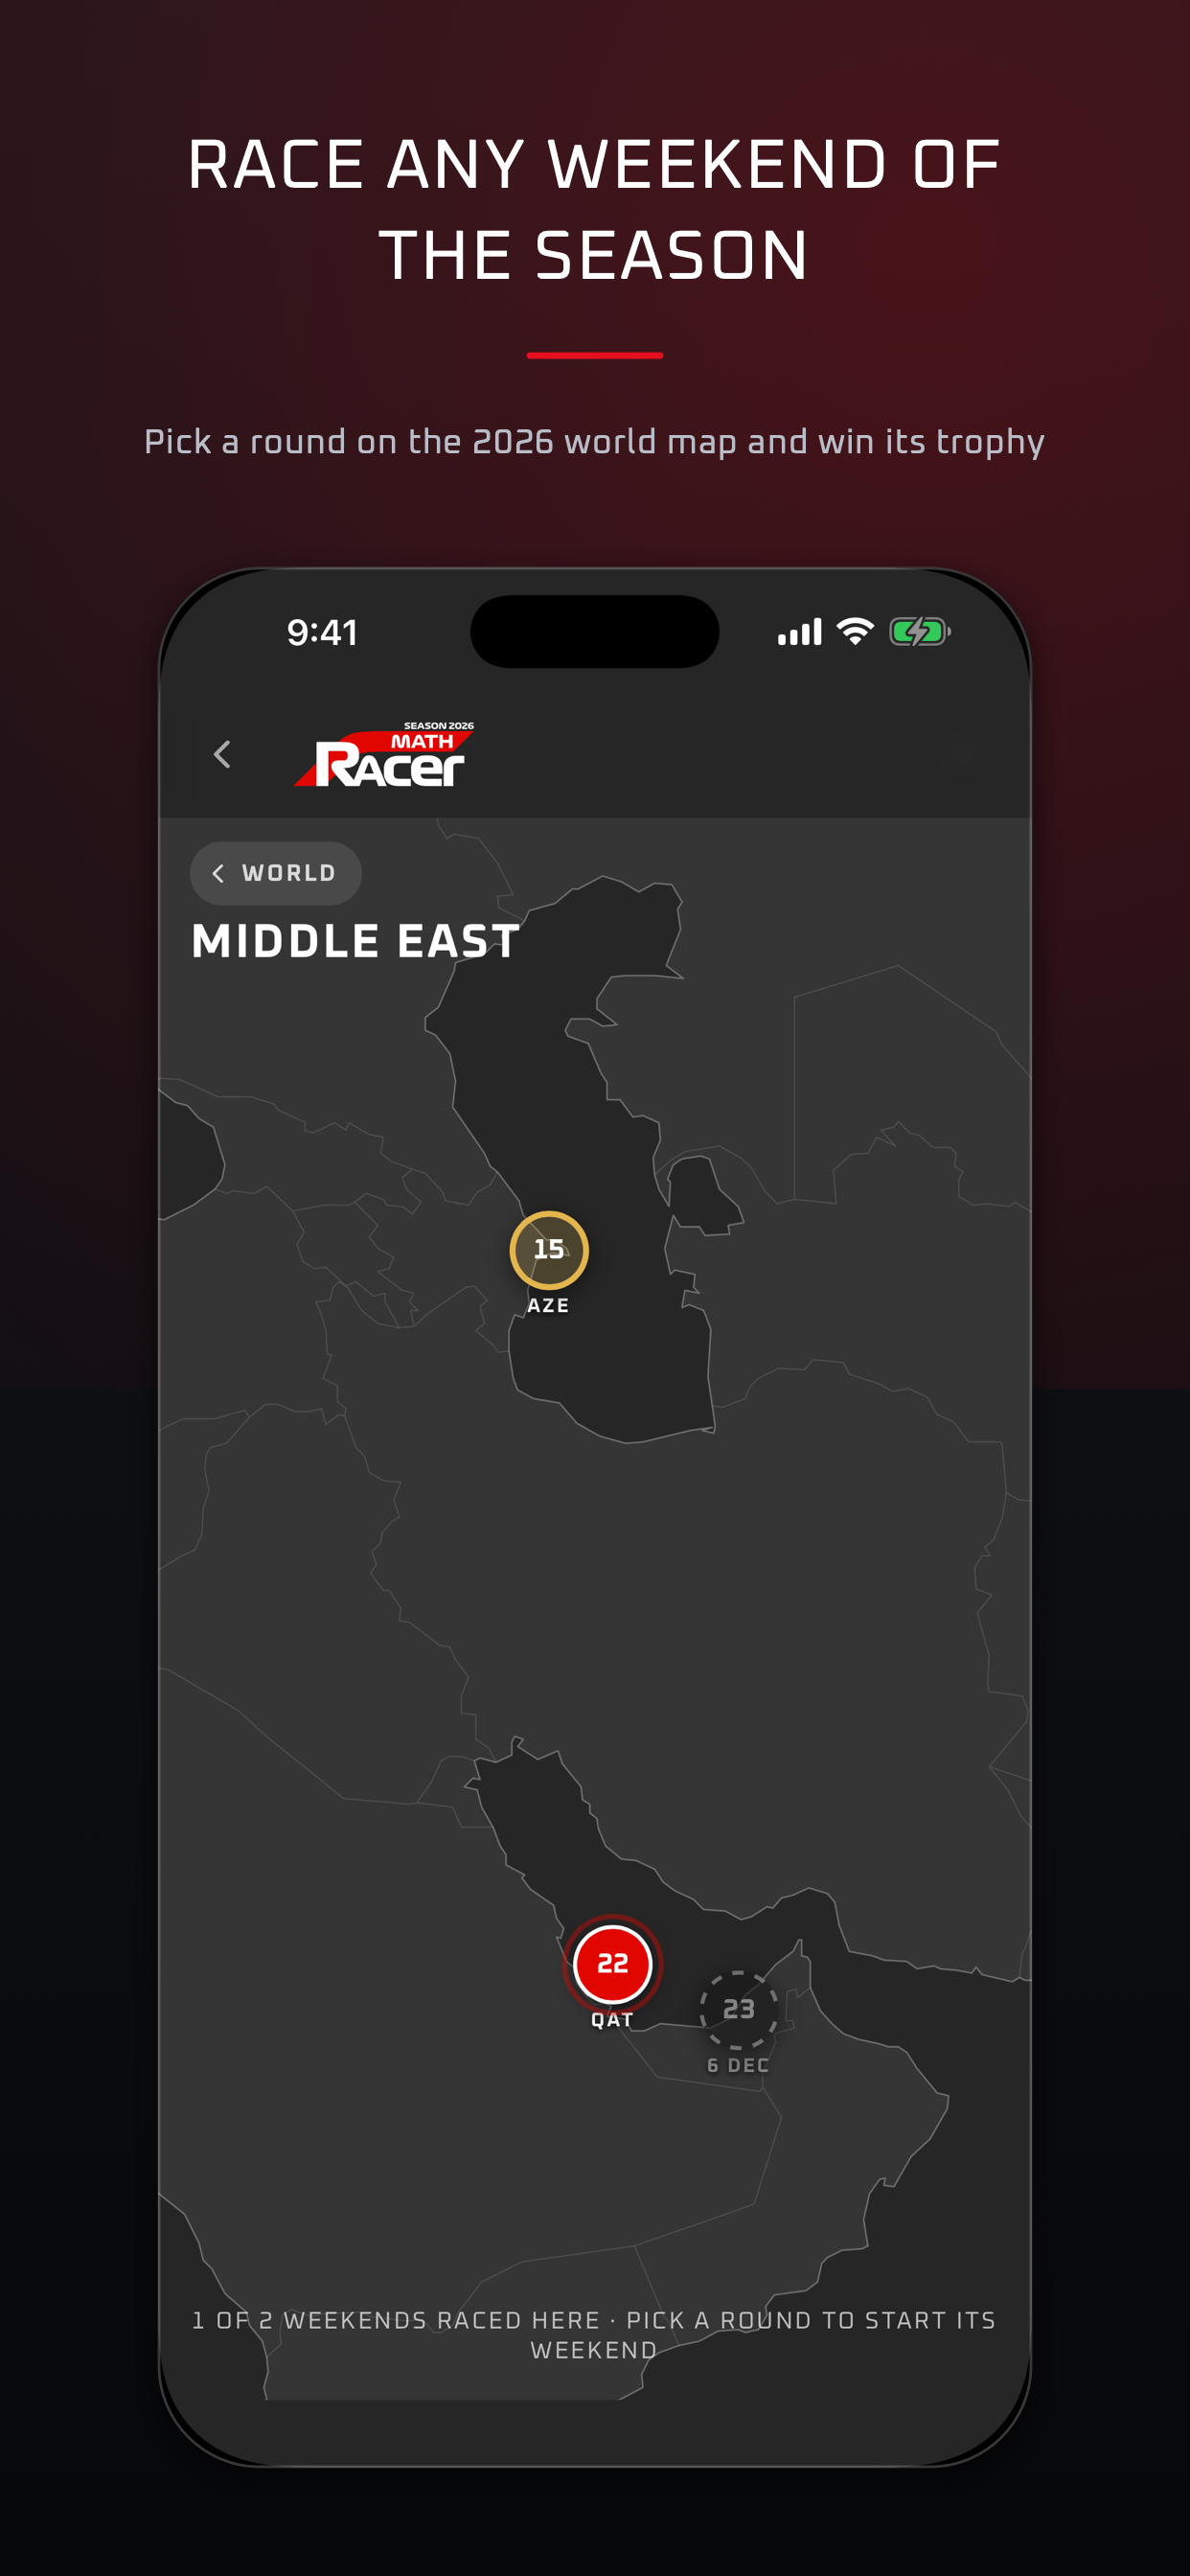 RACE ANY WEEKEND OF
THE SEASON
Pick a round on the 2026 world map and win its trophy
9:41
SEASON 2026
MATH
RACer
WORLD
MIDDLE EAST
15
AZE
22
QAT
23
6 DEC
1 OF 2 WEEKENDS RACED HERE · PICK A ROUND TO START ITS
WEEKEND